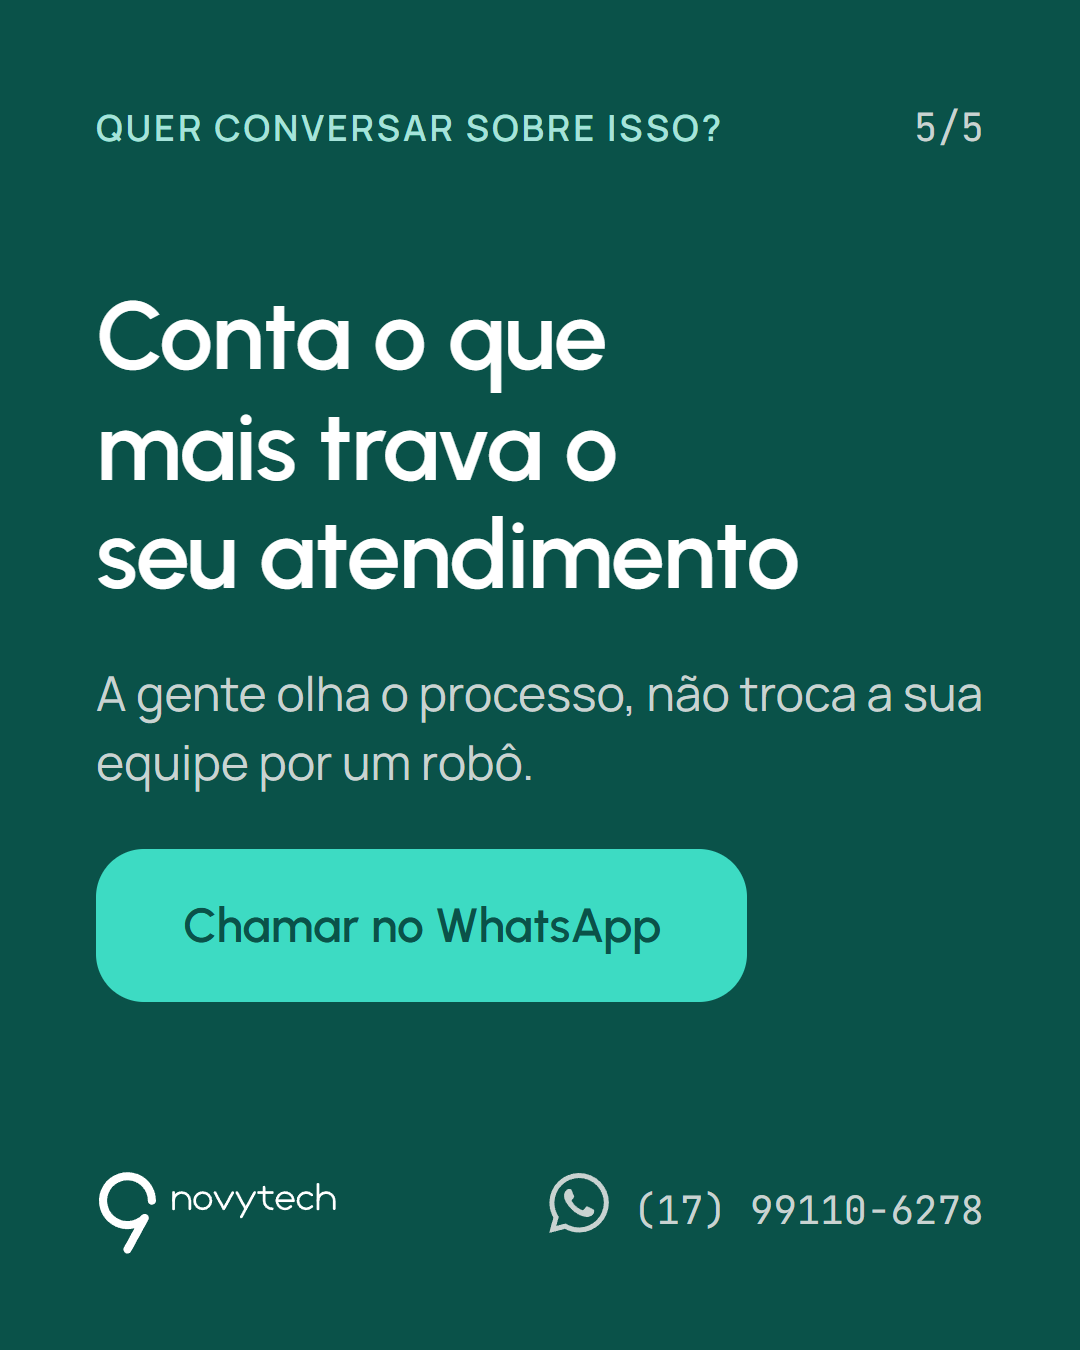 QUER CONVERSAR SOBRE ISSO?
5/5
Conta o que
mais trava o
seu atendimento
A gente olha o processo, não troca a sua
equipe por um robô.
Chamar no WhatsApp
novytech
(17) 99110-6278